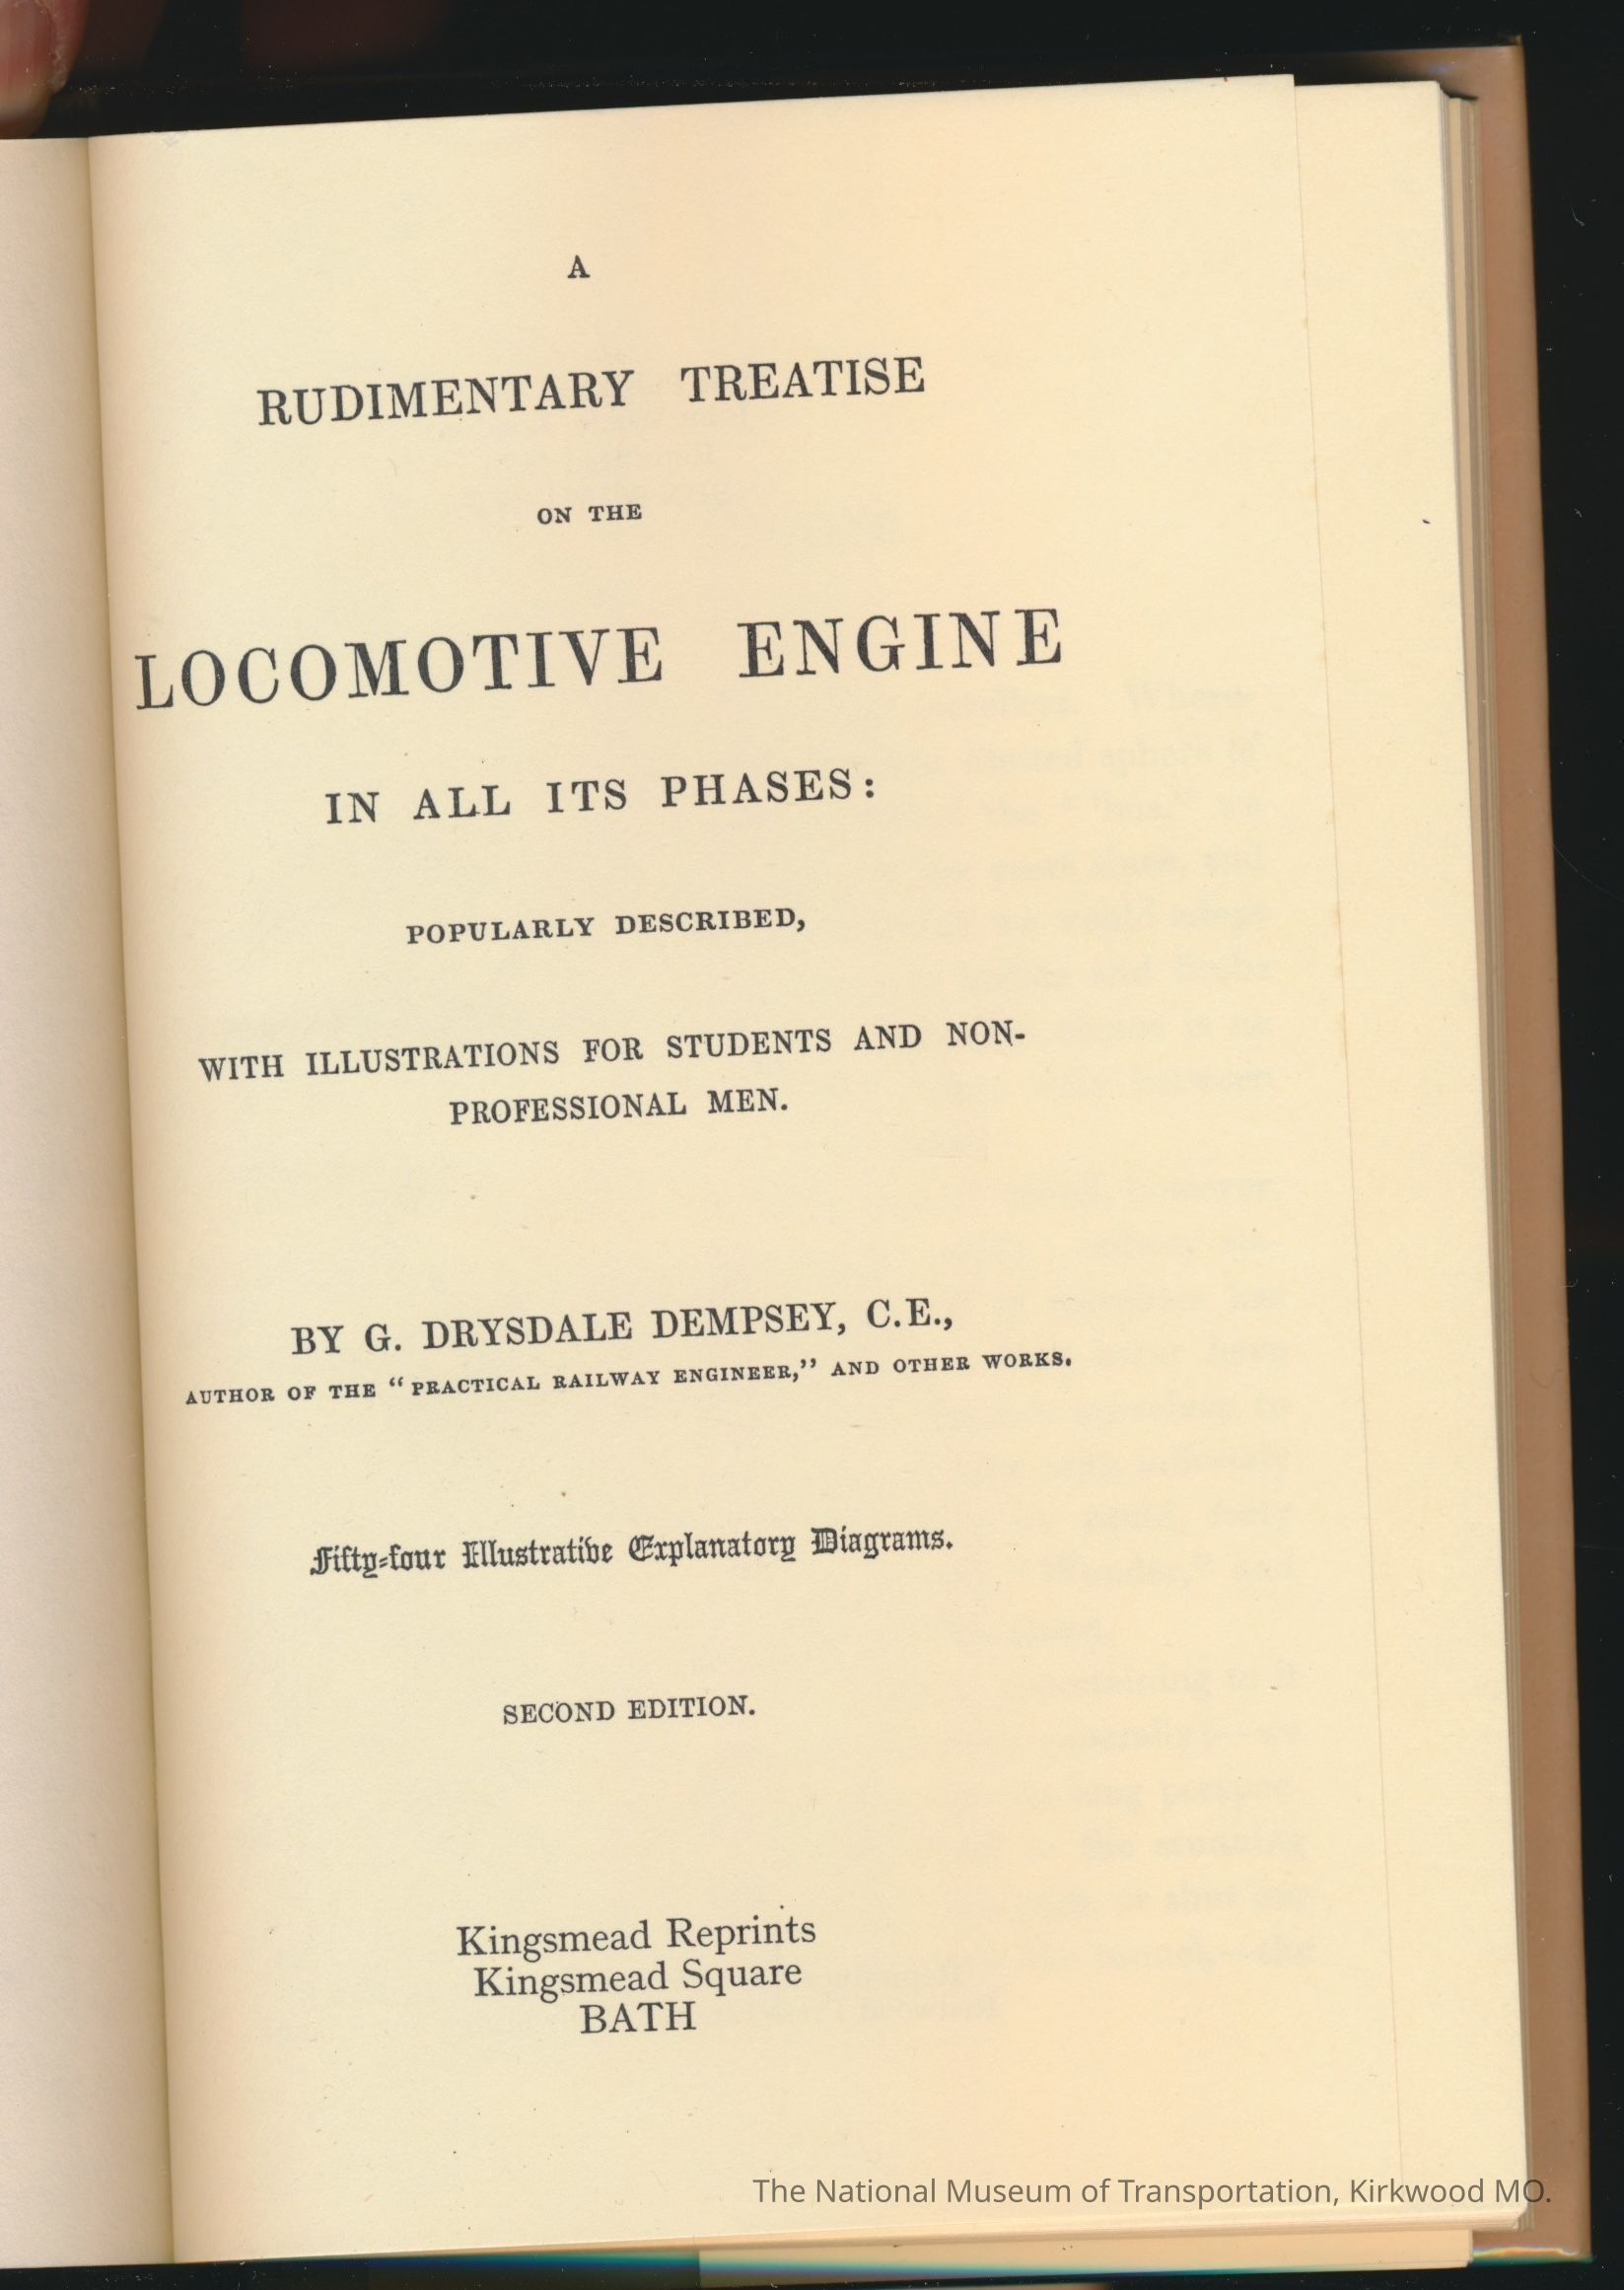 A
RUDIMENTARY TREATISE
ON THE
LOCOMOTIVE ENGINE
IN ALL ITS PHASES:
POPULARLY DESCRIBED,
WITH ILLUSTRATIONS FOR STUDENTS AND NON-
PROFESSIONAL MEN.
BY G. DRYSDALE DEMPSEY, C.E.,
AUTHOR OF THE “PRACTICAL RAILWAY ENGINEER,” AND OTHER WORKS.
Fifty-four Illustrative Explanatory Diagrams.
SECOND EDITION.
Kingsmead Reprints
Kingsmead Square
BATH
The National Museum of Transportation, Kirkwood MO.